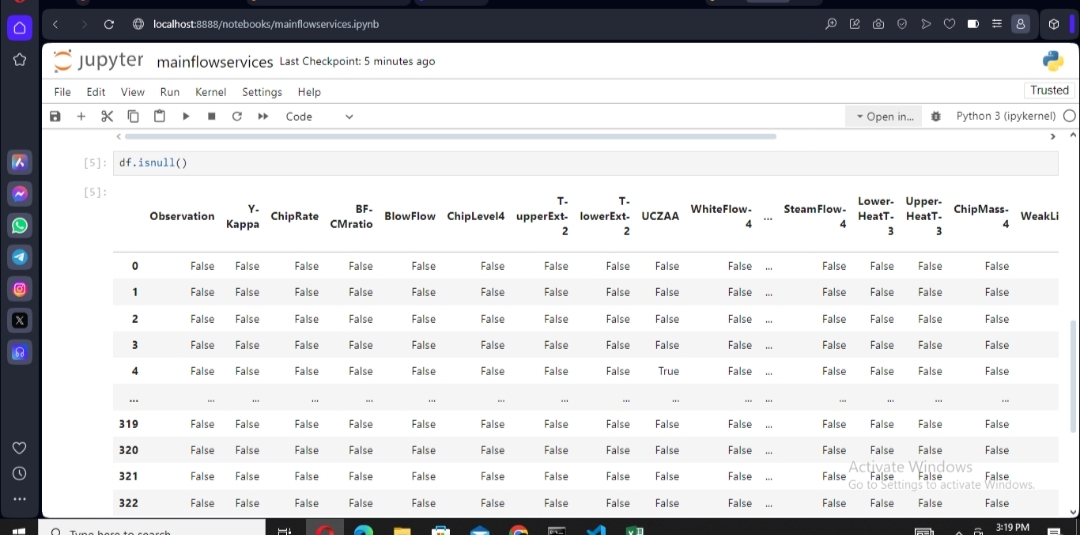 localhost:8888/notebooks/mainflowservices.ipynb
jupyter mainflowservices Last Checkpoint: 5 minutes ago
File Edit View Run Kernel Settings Help Trusted
Code Open in... Python 3 (ipykernel)
[5]: df.isnull()
[5]:
Observation Y-Kappa ChipRate BF-CMratio BlowFlow ChipLevel4 T-upperExt-2 T-lowerExt-2 UCZAA WhiteFlow-4 ... SteamFlow-4 Lower-HeatT-3 Upper-HeatT-3 ChipMass-4 WeakLi
0 False False False False False False False False False False ... False False False False
1 False False False False False False False False False False ... False False False False
2 False False False False False False False False False False ... False False False False
3 False False False False False False False False False False ... False False False False
4 False False False False False False False False True False ... False False False False
... ... ... ... ... ... ... ... ... ... ... ... ... ... ... ...
319 False False False False False False False False False False ... False False False False
320 False False False False False False False False False False ... False False False False
321 False False False False False False False False False False ... False False False False
322 False False False False False False False False False False ... False False False False
Activate Windows
Go to Settings to activate Windows.
Type here to search
3:19 PM